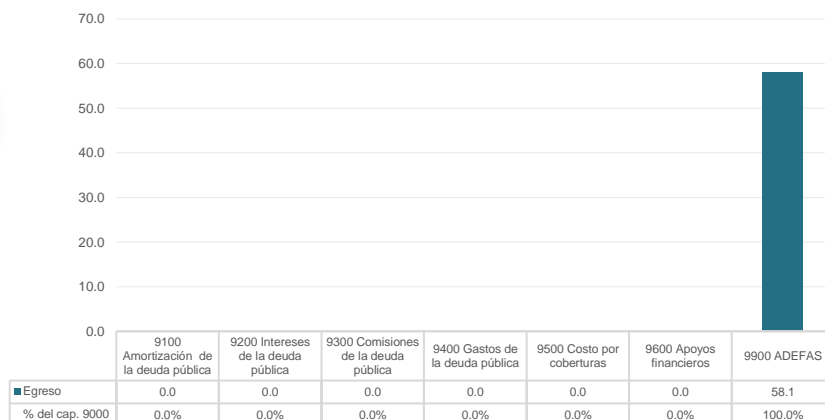 70.0
60.0
50.0
40.0
30.0
20.0
10.0
0.0
9100 Amortización de la deuda pública
9200 Intereses de la deuda pública
9300 Comisiones de la deuda pública
9400 Gastos de la deuda pública
9500 Costo por coberturas
9600 Apoyos financieros
9900 ADEFAS
Egreso 0.0 0.0 0.0 0.0 0.0 0.0 58.1
% del cap. 9000 0.0% 0.0% 0.0% 0.0% 0.0% 0.0% 100.0%